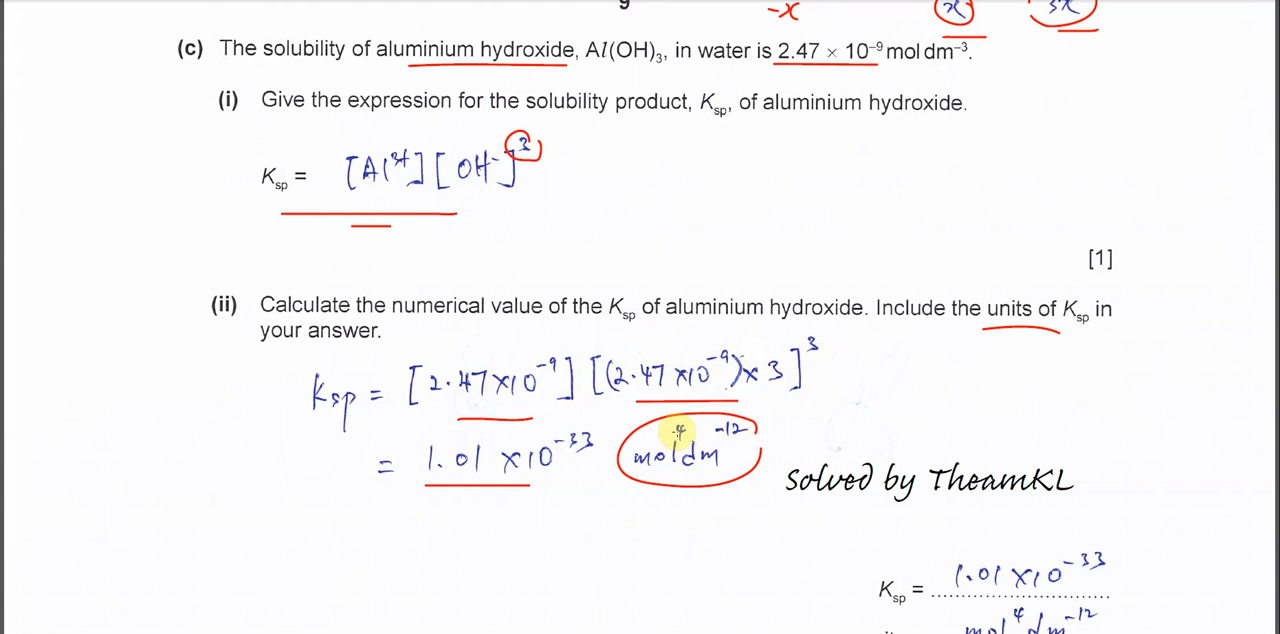 -x x 3x
(c) The solubility of aluminium hydroxide, Al(OH)₃, in water is 2.47 × 10⁻⁹ mol dm⁻³.
(i) Give the expression for the solubility product, Ksp, of aluminium hydroxide.
Ksp = [Al³⁺][OH⁻]³
[1]
(ii) Calculate the numerical value of the Ksp of aluminium hydroxide. Include the units of Ksp in
your answer.
Ksp = [2.47×10⁻⁹][(2.47×10⁻⁹)×3]³
= 1.01 ×10⁻³³ mol⁴dm⁻¹²
Solved by TheamKL
Ksp = 1.01 ×10⁻³³
mol⁴ dm⁻¹²